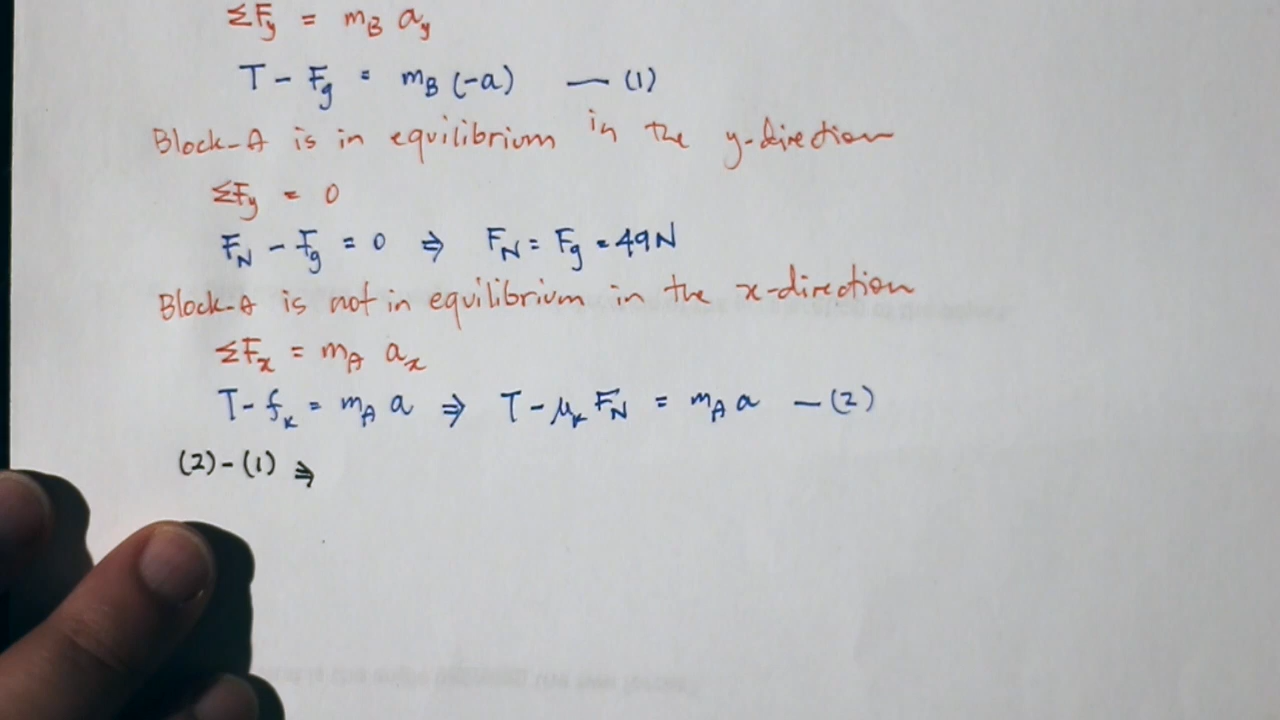 ΣFy = mB ay
T - Fg = mB (-a) — (1)
Block-A is in equilibrium in the y-direction
ΣFy = 0
FN - Fg = 0 ⇒ FN = Fg = 49N
Block-A is not in equilibrium in the x-direction
ΣFx = mA ax
T - fk = mA a ⇒ T - μk FN = mA a — (2)
(2) - (1) ⇒